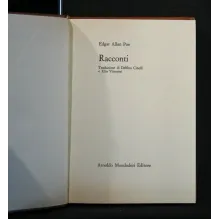 Edgar Allan Poe
Racconti
Traduzione di Delfino Cinelli
e Elio Vittorini
Arnoldo Mondadori Editore